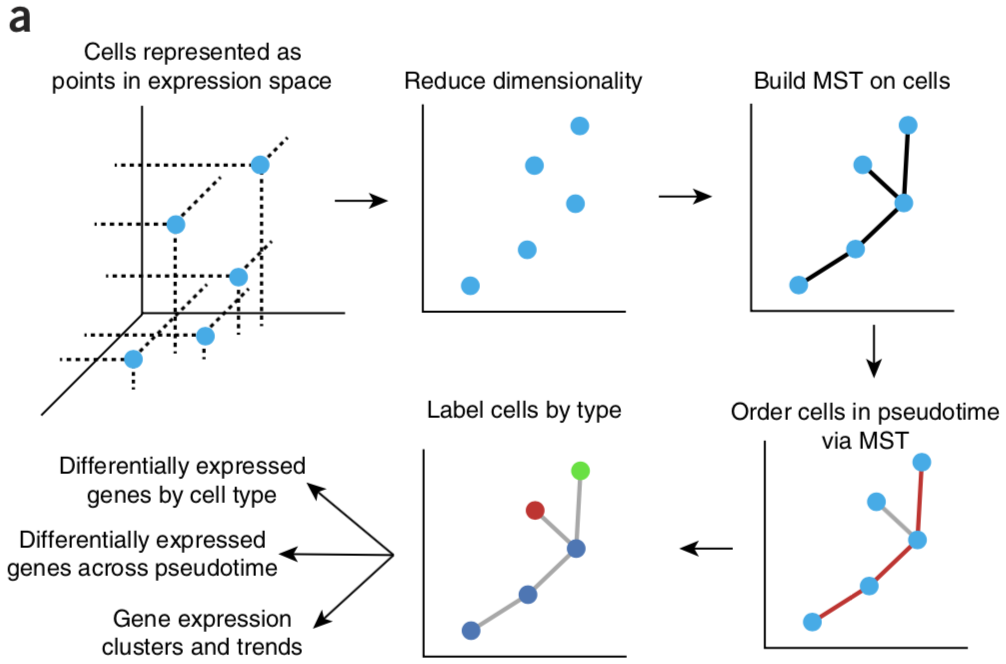 a
Cells represented as
points in expression space
Reduce dimensionality
Build MST on cells
Order cells in pseudotime
via MST
Label cells by type
Differentially expressed
genes by cell type
Differentially expressed
genes across pseudotime
Gene expression
clusters and trends